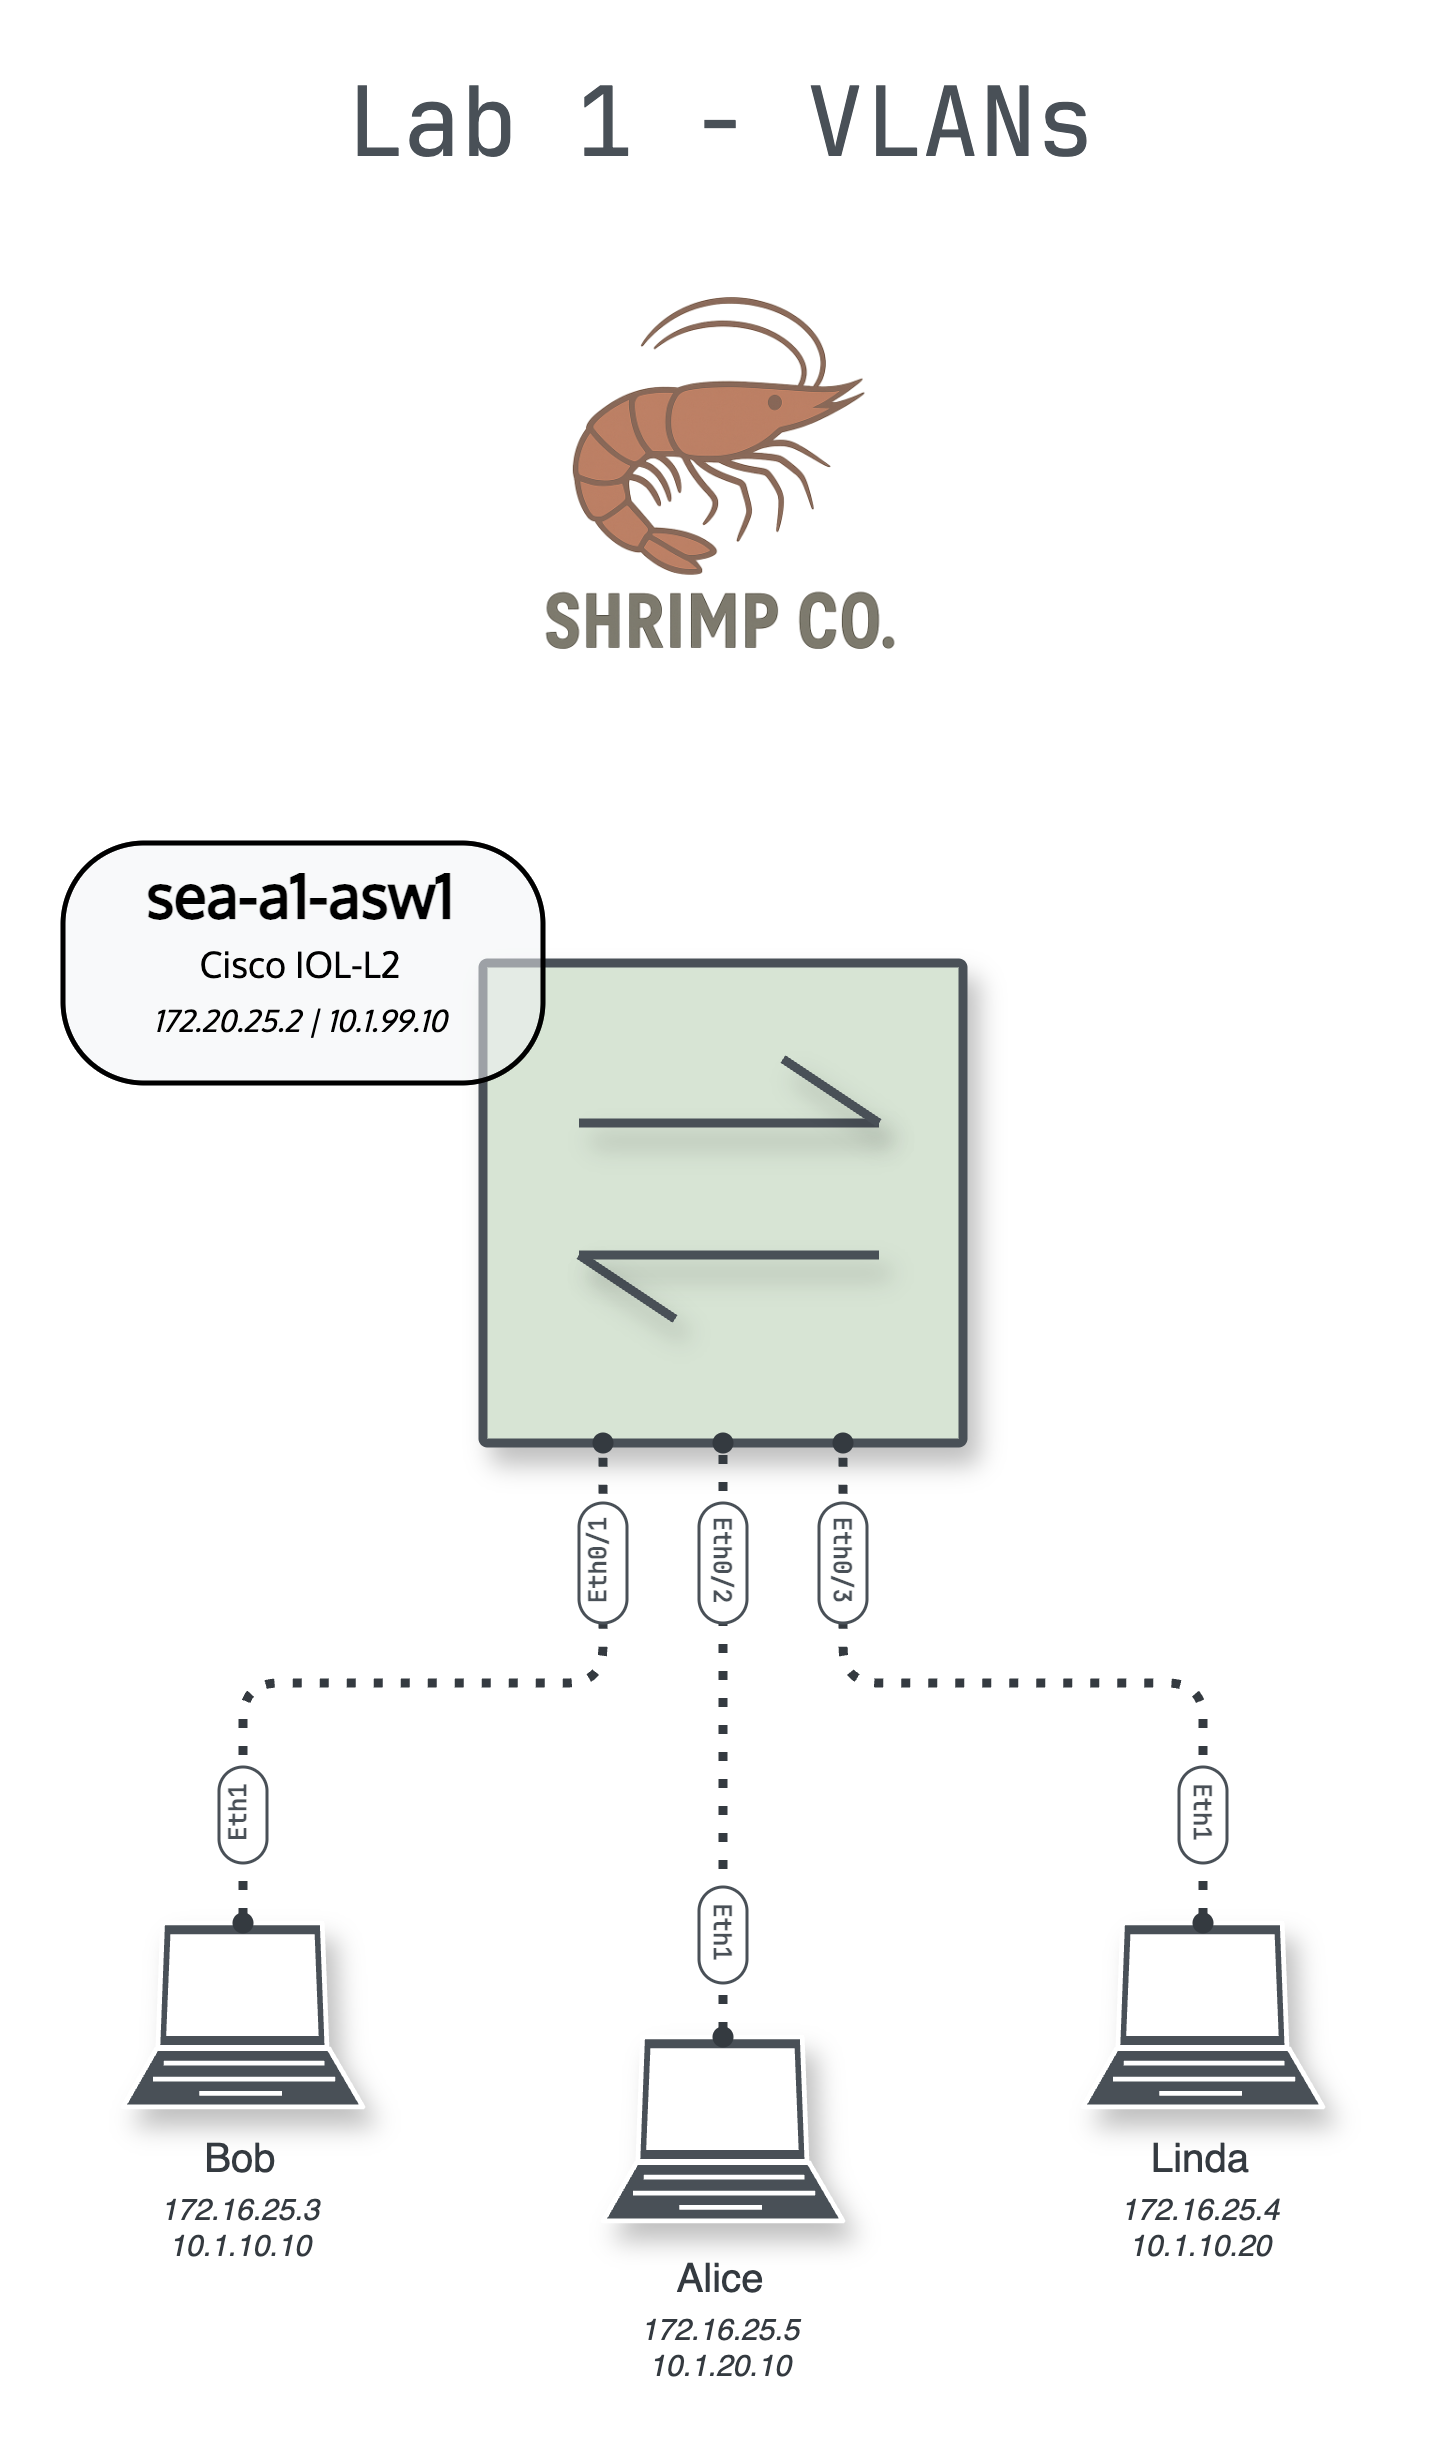 Lab 1 - VLANs
SHRIMP CO.
sea-a1-asw1
Cisco IOL-L2
172.20.25.2 | 10.1.99.10
Eth0/1
Eth0/2
Eth0/3
Eth1
Eth1
Eth1
Bob
172.16.25.3
10.1.10.10
Alice
172.16.25.5
10.1.20.10
Linda
172.16.25.4
10.1.10.20